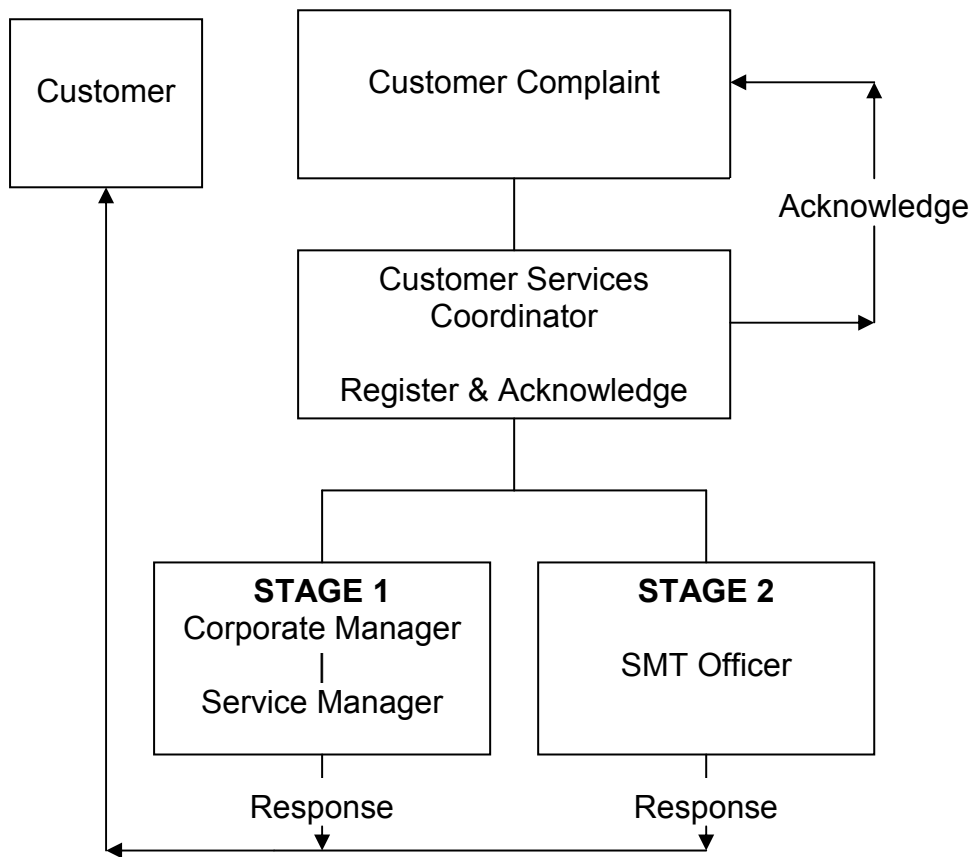 Customer
Customer Complaint
Acknowledge
Customer Services
Coordinator
Register & Acknowledge
STAGE 1
Corporate Manager
|
Service Manager
STAGE 2
SMT Officer
Response
Response